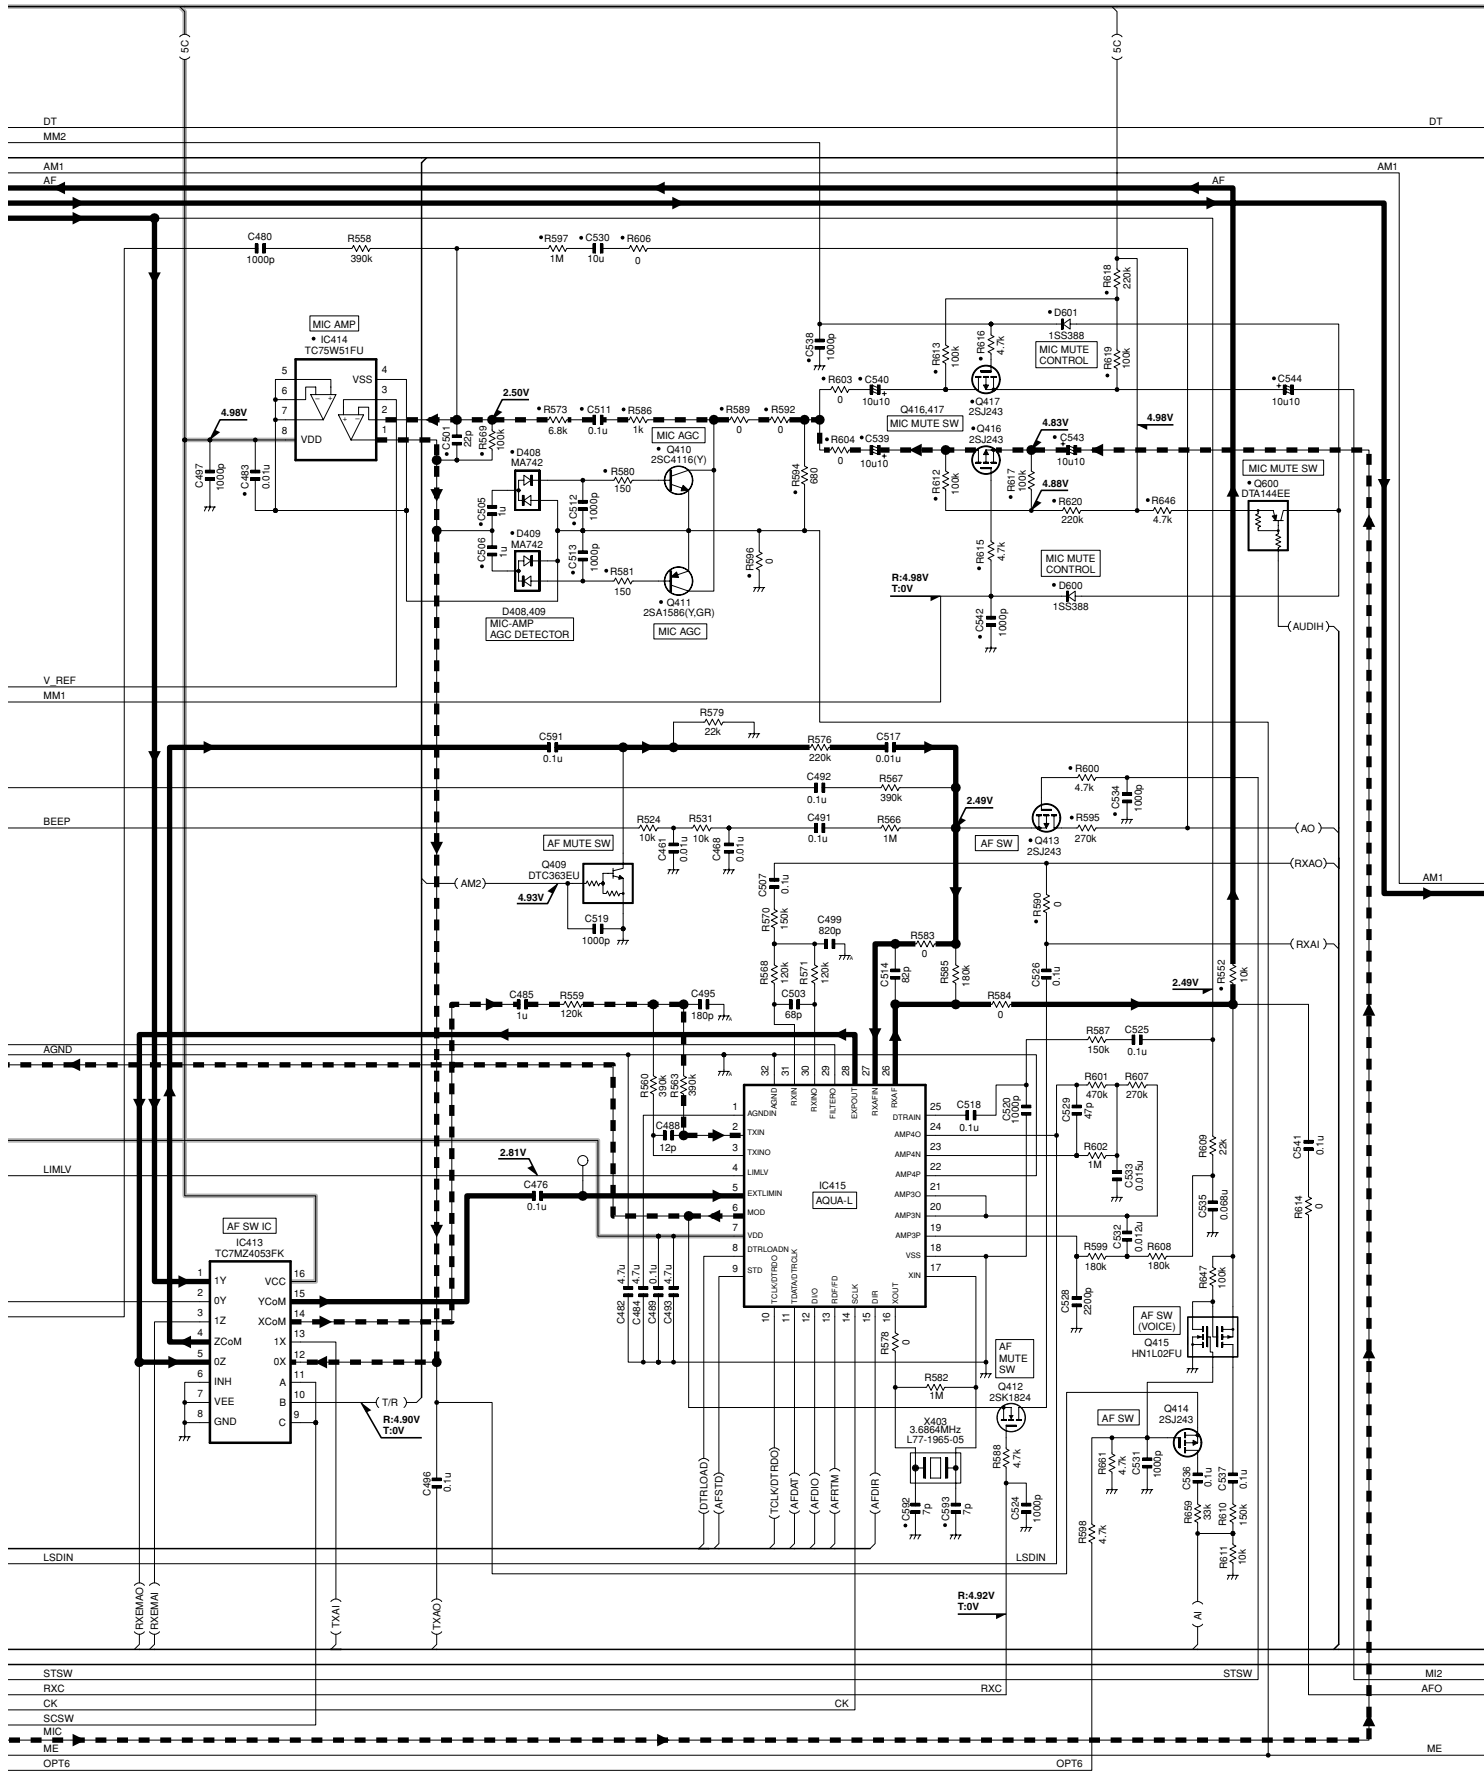 (5C)
(5C)
DT
DT
MM2
AM1
AM1
AF
AF
C480
1000p
R558
390k
•R597
1M
•C530
10u
•R606
0
•R618
220k
MIC AMP
• IC414
TC75W51FU
5
6
7
8
VDD
VSS
4
3
2
1
4.98V
C497
1000p
•C483
0.01u
2.50V
•C501
22p
•R569
100k
•R573
6.8k
•C511
0.1u
•R586
1k
•R589
0
•R592
0
•C538
1000p
•R603
0
•C540
10u10
•R613
100k
•R616
4.7k
•D601
1SS388
MIC MUTE
CONTROL
•R619
100k
•Q417
2SJ243
•C544
10u10
Q416,417
MIC MUTE SW
•Q416
2SJ243
4.83V
4.98V
•R604
0
•C539
10u10
•C543
10u10
MIC AGC
• Q410
2SC4116(Y)
•D408
MA742
•R580
150
•C505
1u
•C512
1000p
•R594
680
•R612
100k
•R617
100k
4.88V
•R620
220k
•R646
4.7k
MIC MUTE SW
• Q600
DTA144EE
•D409
MA742
•C506
1u
•C513
1000p
•R581
150
• Q411
2SA1586(Y,GR)
MIC AGC
•R596
0
•R615
4.7k
MIC MUTE
CONTROL
• D600
1SS388
R:4.98V
T:0V
•C542
1000p
D408,409
MIC-AMP
AGC DETECTOR
(AUDIH)
V_REF
MM1
R579
22k
C591
0.1u
R576
220k
C517
0.01u
C492
0.1u
R567
390k
•R600
4.7k
•C534
1000p
2.49V
BEEP
R524
10k
R531
10k
C461
0.01u
C468
0.01u
C491
0.1u
R566
1M
AF SW
•Q413
2SJ243
•R595
270k
(AO)
AF MUTE SW
Q409
DTC363EU
(AM2)
4.93V
C519
1000p
(RXAO)
AM1
C507
0.1u
R570
150k
C499
820p
•R590
0
(RXAI)
R583
0
R568
120k
R571
120k
C514
82p
R585
180k
C526
0.1u
2.49V
•R552
10k
C485
1u
R559
120k
C495
180p
C503
68p
R584
0
AGND
R587
150k
C525
0.1u
R560
390k
R563
390k
32
31
30
29
28
27
26
AGND
RXIN
RXINO
FILTERO
EXPOUT
RXAFIN
RXAF
R601
470k
R607
270k
C518
0.1u
C520
1000p
C529
47p
C488
12p
1
AGNDIN
2
TXIN
3
TXINO
4
LIMLV
5
EXTLIMIN
6
MOD
7
VDD
8
DTRLOADN
9
STD
IC415
AQUA-L
DTRAIN
25
AMP4O
24
AMP4N
23
AMP4P
22
AMP3O
21
AMP3N
20
AMP3P
19
VSS
18
XIN
17
R602
1M
C533
0.015u
R609
22k
C541
0.1u
LIMLV
2.81V
C476
0.1u
C535
0.068u
R614
0
C532
0.012u
R599
180k
R608
180k
AF SW IC
IC413
TC7MZ4053FK
1
1Y
2
0Y
3
1Z
4
ZCoM
5
0Z
6
INH
7
VEE
8
GND
VCC
16
YCoM
15
XCoM
14
1X
13
0X
12
A
11
B
10
C
9
C482
4.7u
C484
4.7u
C489
0.1u
C493
4.7u
TCLK/DTRDO
TDATA/DTRCLK
DI/O
RDF/FD
SCLK
DIR
XOUT
10
11
12
13
14
15
16
R578
0
C528
2200p
R647
100k
AF SW
(VOICE)
Q415
HN1L02FU
(T/R)
R:4.90V
T:0V
R582
1M
AF
MUTE
SW
Q412
2SK1824
X403
3.6864MHz
L77-1965-05
AF SW
Q414
2SJ243
R588
4.7k
R661
4.7k
C531
1000p
C536
0.1u
C537
0.1u
C496
0.1u
•C592
7p
•C593
7p
C524
1000p
R598
4.7k
R659
33k
R610
150k
R611
10k
(DTRLOAD)
(AFSTD)
(TCLK/DTRDO)
(AFDAT)
(AFDIO)
(AFRTM)
(AFDIR)
LSDIN
LSDIN
(RXEMAO)
(RXEMAI)
(TXAI)
(TXAO)
R:4.92V
T:0V
(AI)
STSW
STSW
MI2
RXC
RXC
AFO
CK
CK
SCSW
MIC
ME
ME
OPT6
OPT6